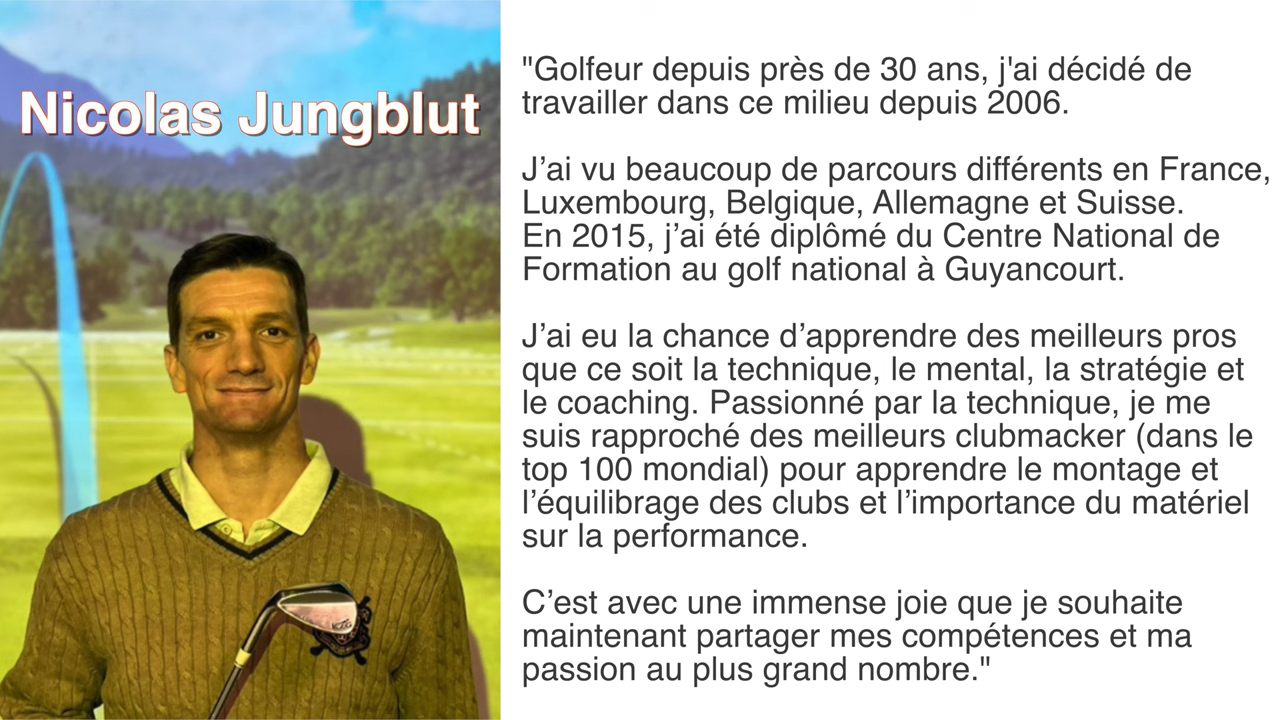 Nicolas Jungblut
"Golfeur depuis près de 30 ans, j'ai décidé de
travailler dans ce milieu depuis 2006.
J’ai vu beaucoup de parcours différents en France,
Luxembourg, Belgique, Allemagne et Suisse.
En 2015, j’ai été diplômé du Centre National de
Formation au golf national à Guyancourt.
J’ai eu la chance d’apprendre des meilleurs pros
que ce soit la technique, le mental, la stratégie et
le coaching. Passionné par la technique, je me
suis rapproché des meilleurs clubmacker (dans le
top 100 mondial) pour apprendre le montage et
l’équilibrage des clubs et l’importance du matériel
sur la performance.
C’est avec une immense joie que je souhaite
maintenant partager mes compétences et ma
passion au plus grand nombre."